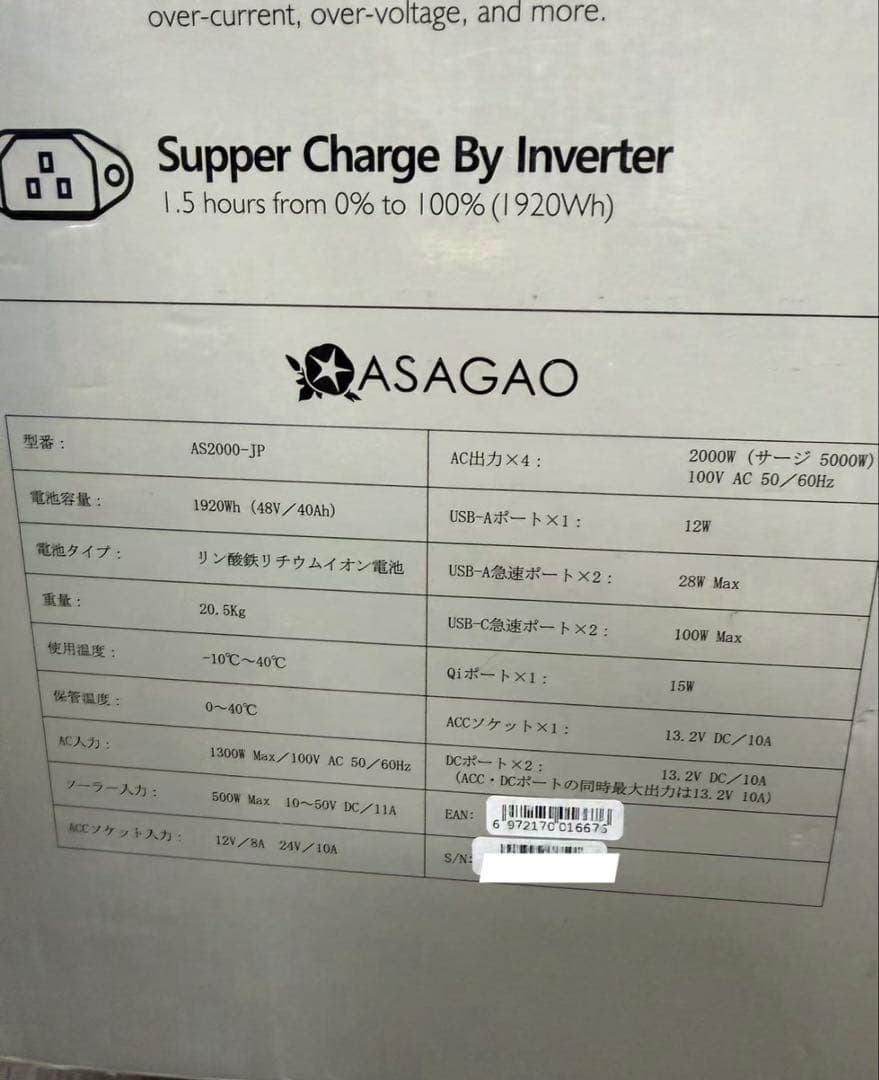 over-current, over-voltage, and more.
Supper Charge By Inverter
1.5 hours from 0% to 100% (1920Wh)
ASAGAO
型番： AS2000-JP
電池容量： 1920Wh (48V／40Ah)
電池タイプ： リン酸鉄リチウムイオン電池
重量： 20.5Kg
使用温度： -10℃～40℃
保管温度： 0～40℃
AC入力： 1300W Max／100V AC 50／60Hz
ソーラー入力： 500W Max 10～50V DC／11A
ACCソケット入力： 12V／8A 24V／10A
AC出力×4： 2000W (サージ 5000W)
100V AC 50／60Hz
USB-Aポート×1： 12W
USB-A急速ポート×2： 28W Max
USB-C急速ポート×2： 100W Max
Qiポート×1： 15W
ACCソケット×1： 13.2V DC／10A
DCポート×2： 13.2V DC／10A
(ACC・DCポートの同時最大出力は13.2V 10A)
EAN: 6 972170 016675
S/N: